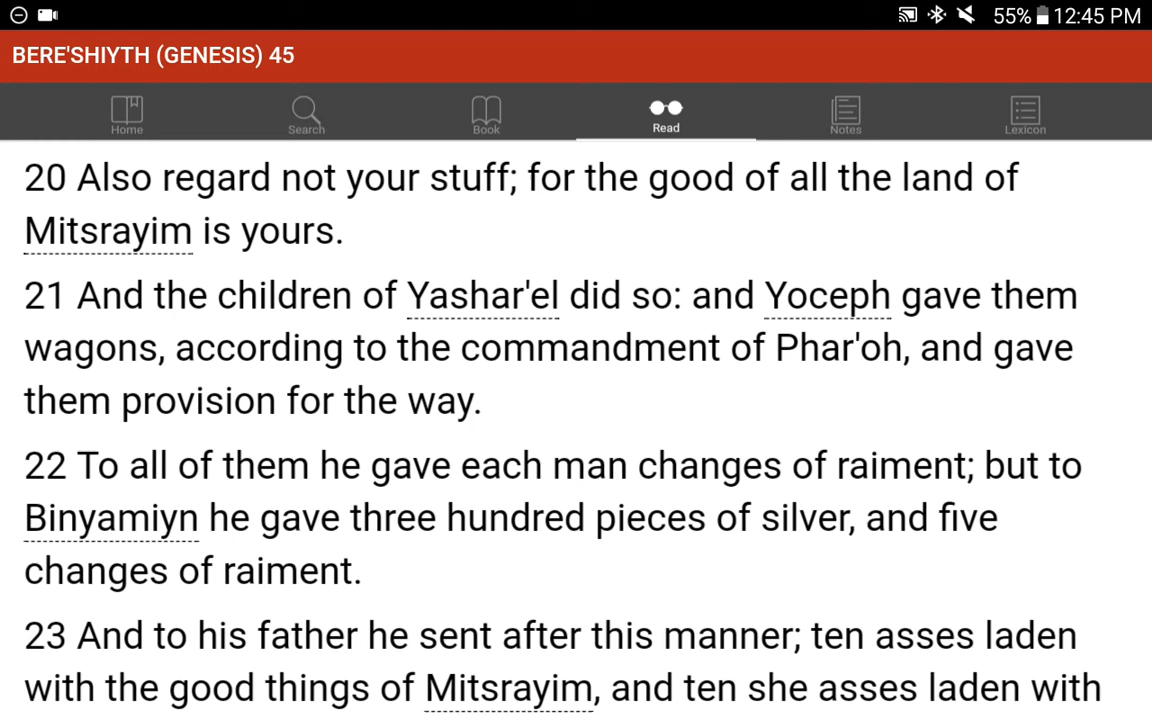 55% 12:45 PM
BERE'SHIYTH (GENESIS) 45
Home Search Book Read Notes Lexicon
20 Also regard not your stuff; for the good of all the land of
Mitsrayim is yours.
21 And the children of Yashar'el did so: and Yoceph gave them
wagons, according to the commandment of Phar'oh, and gave
them provision for the way.
22 To all of them he gave each man changes of raiment; but to
Binyamiyn he gave three hundred pieces of silver, and five
changes of raiment.
23 And to his father he sent after this manner; ten asses laden
with the good things of Mitsrayim, and ten she asses laden with